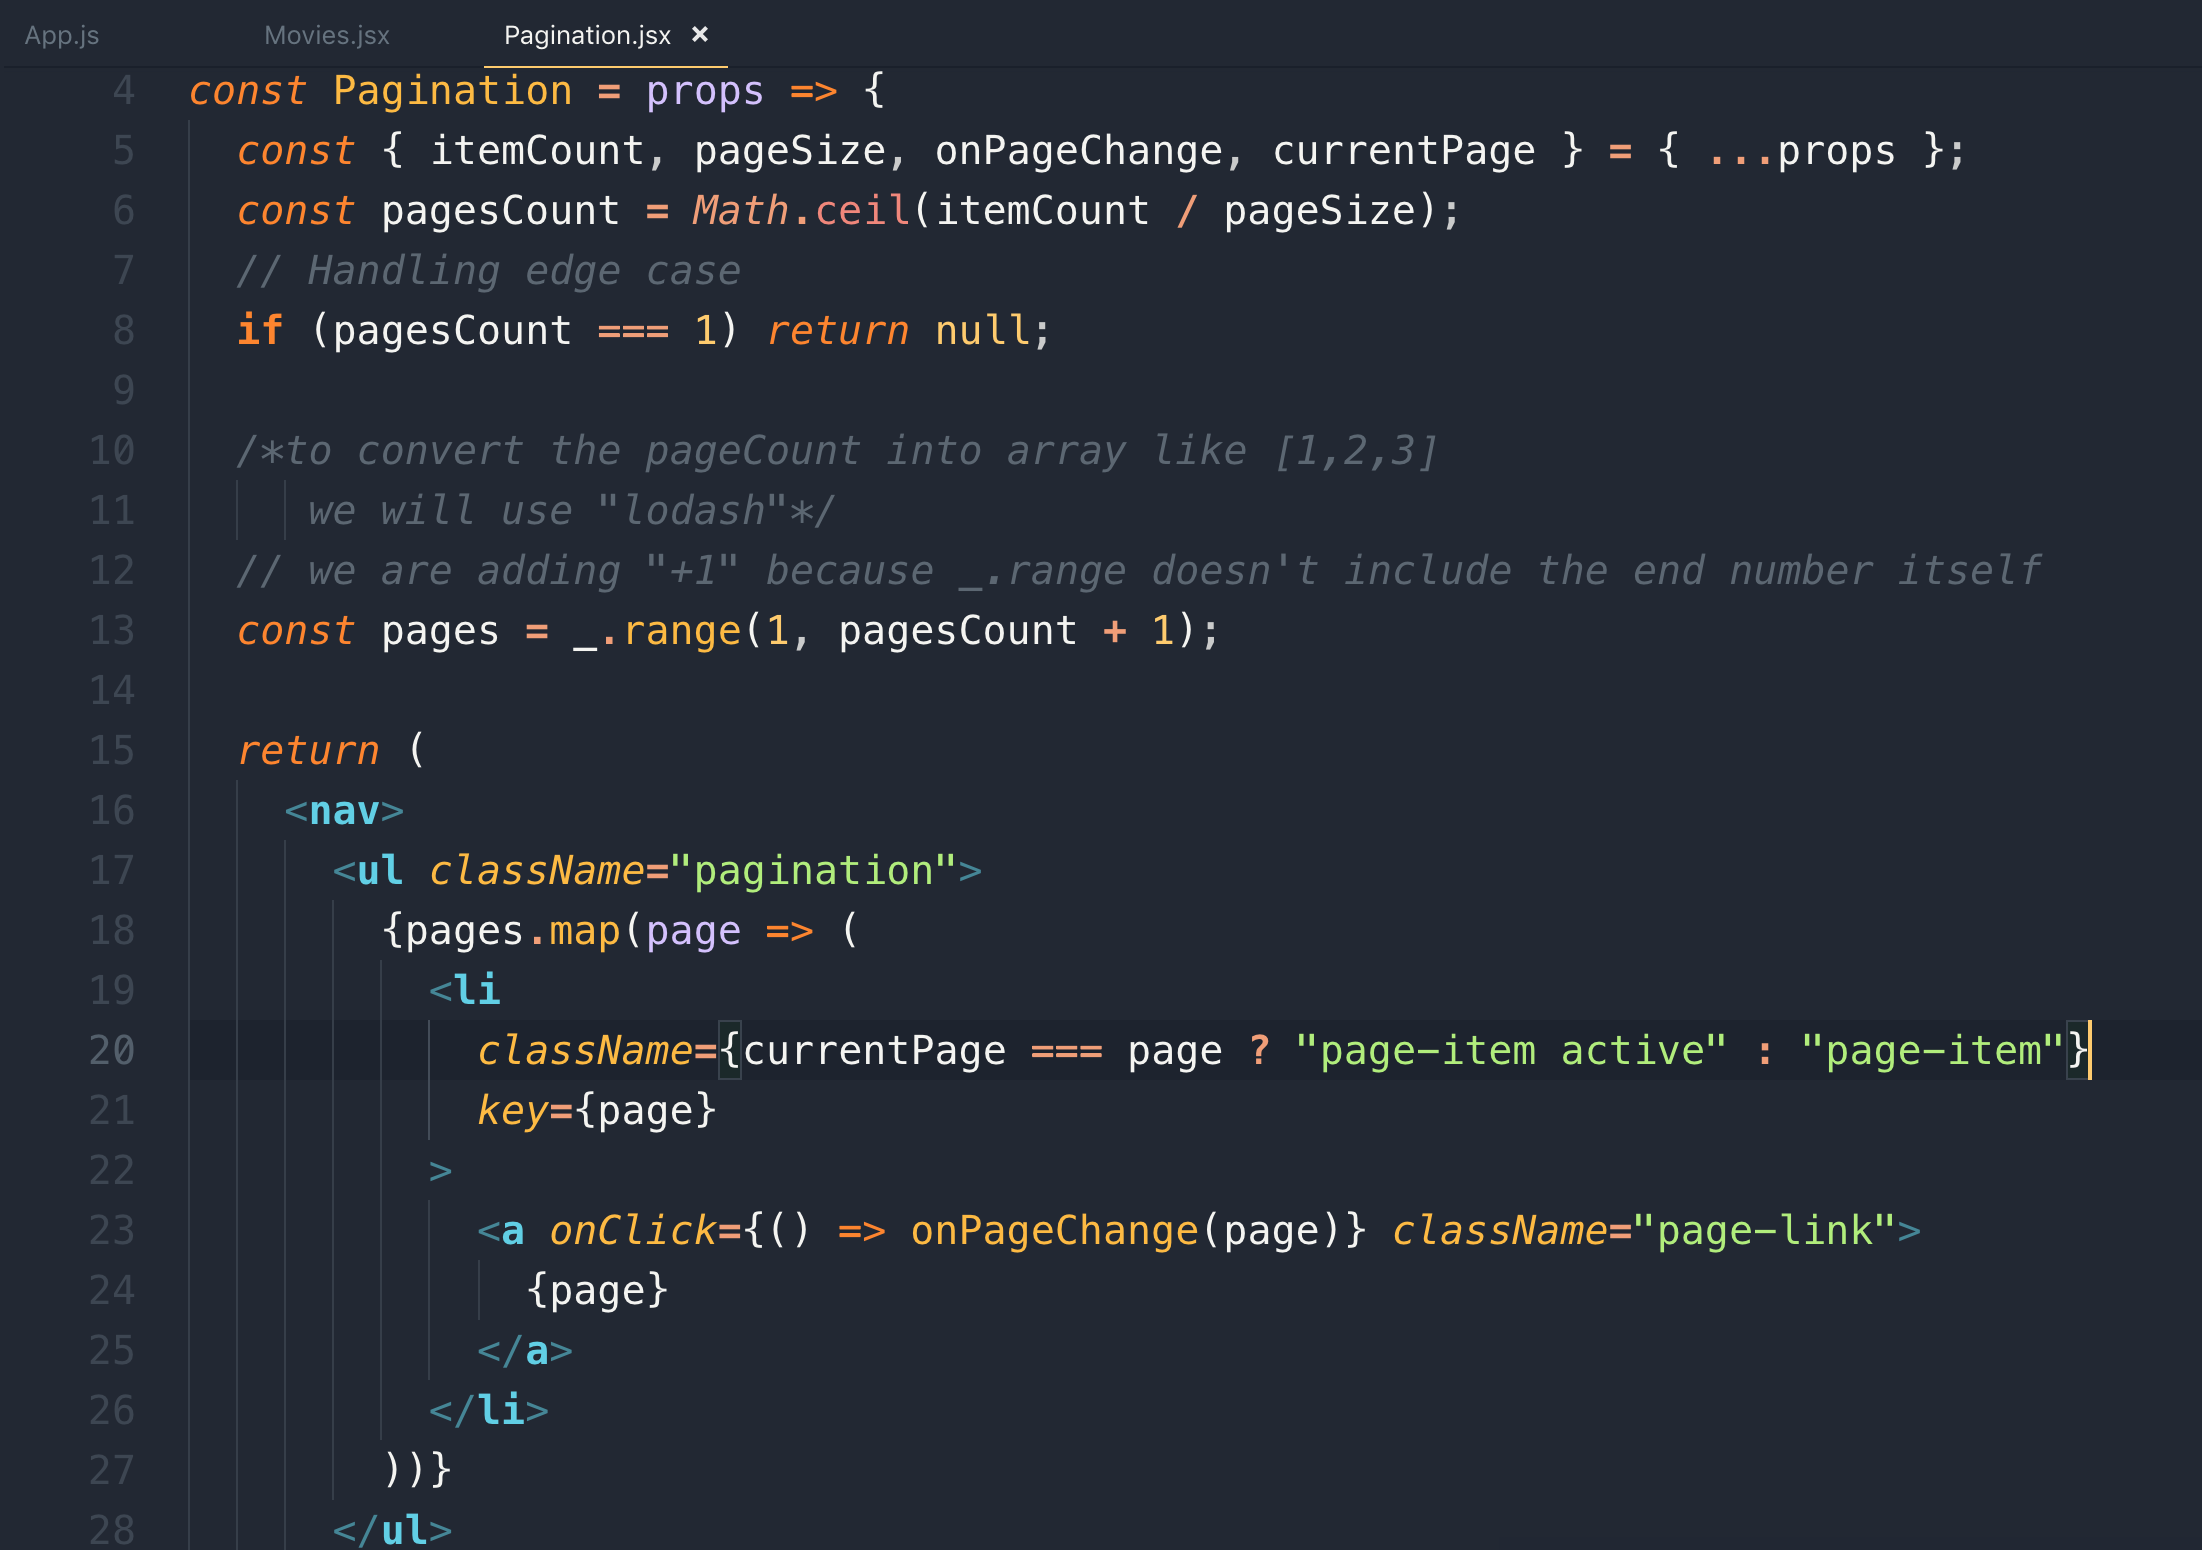 App.js Movies.jsx Pagination.jsx ×
4 const Pagination = props => {
5 const { itemCount, pageSize, onPageChange, currentPage } = { ...props };
6 const pagesCount = Math.ceil(itemCount / pageSize);
7 // Handling edge case
8 if (pagesCount === 1) return null;
9
10 /*to convert the pageCount into array like [1,2,3]
11 we will use "lodash"*/
12 // we are adding "+1" because _.range doesn't include the end number itself
13 const pages = _.range(1, pagesCount + 1);
14
15 return (
16 <nav>
17 <ul className="pagination">
18 {pages.map(page => (
19 <li
20 className={currentPage === page ? "page-item active" : "page-item"}
21 key={page}
22 >
23 <a onClick={() => onPageChange(page)} className="page-link">
24 {page}
25 </a>
26 </li>
27 ))}
28 </ul>